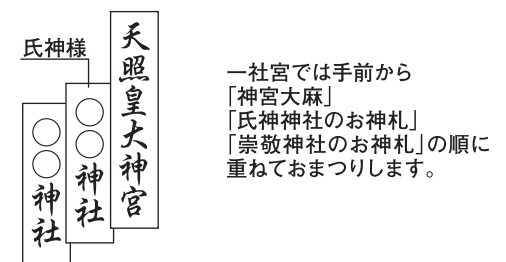 氏神様
天照皇大神宮
○○神社
○○神社
一社宮では手前から
「神宮大麻」
「氏神神社のお神札」
「崇敬神社のお神札」の順に
重ねておまつりします。